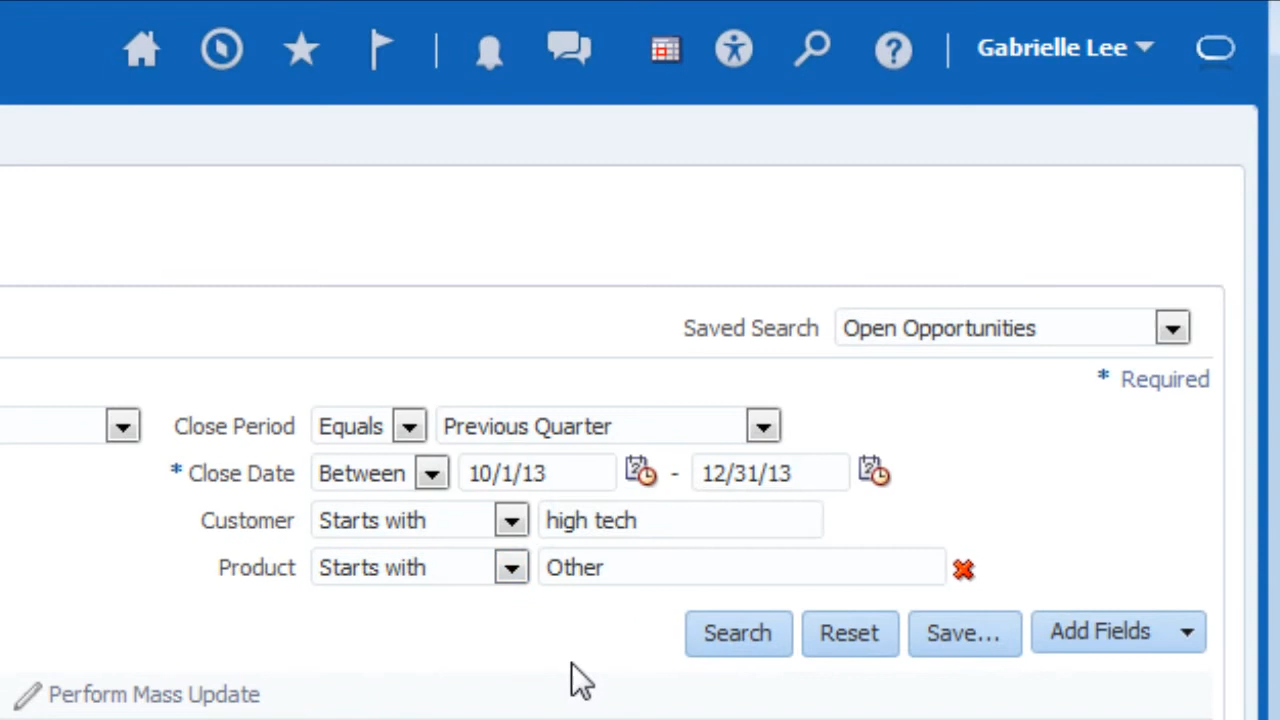 Gabrielle Lee
Saved Search Open Opportunities
* Required
Close Period Equals Previous Quarter
* Close Date Between 10/1/13 - 12/31/13
Customer Starts with high tech
Product Starts with Other
Search Reset Save... Add Fields
Perform Mass Update